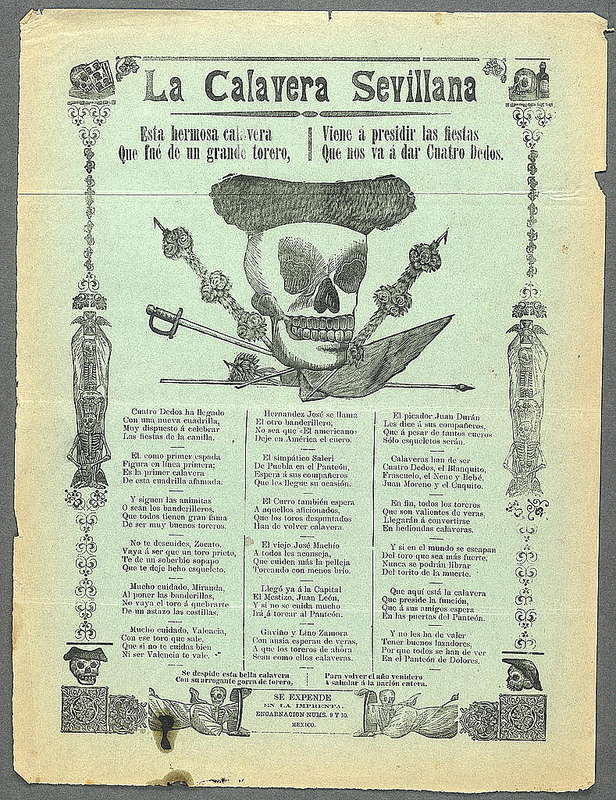 La Calavera Sevillana
Esta hermosa calavera
Que fué de un grande torero,
Viene á presidir las fiestas
Que nos va á dar Cuatro Dedos.
Cuatro Dedos ha llegado
Con una nueva cuadrilla,
Muy dispuesto á celebrar
Las fiestas de la canilla.
El como primer espada
Figura en línea primera;
Es la primer calavera
De esta cuadrilla afamada.
Y siguen las animitas
O sean los banderilleros,
Que todos tienen gran fama
De ser muy buenos toreros.
No te descuides, Zocato,
Vaya á ser que un toro prieto,
Te dé un soberbio sopapo
Que te deje hecho esqueleto.
Mucho cuidado, Miranda,
Al poner las banderillas,
No vaya el toro á quebrarte
De un astazo las costillas.
Mucho cuidado, Valencia,
Con ese toro que sale,
Que si no te cuidas bien
Ni ser Valencia te vale.
Hernandez José se llama
El otro banderillero,
No sea que «El americano»
Deje en América el cuero.
El simpático Saleri
De Puebla en el Panteón,
Espera á sus compañeros
Que les llegue su ocasión.
El Curro también espera
A aquellos aficionados,
Que los toros despuntados
Han de volver calavera.
El viejo José Machío
A todos les aconseja,
Que cuiden más la pelleja
Toreando con menos brío.
Llegó ya á la Capital
El Mestizo, Juan León,
Y si no se cuida mucho
Irá á torear al Panteón.
Gaviño y Lino Zamora
Con ansia esperan de veras,
A que los toreros de ahora
Sean como ellos calaveras.
El picador Juan Durán
Les dice á sus compañeros,
Que á pesar de tantos cueros
Sólo esqueletos serán.
Calaveras han de ser
Cuatro Dedos, el Blanquito,
Frascuelo, el Nene y Bebé,
Juan Moreno y el Cuquito.
En fin, todos los toreros
Que son valientes de veras,
Llegarán á convertirse
En hediondas calaveras.
Y si en el mundo se escapan
Del toro que sea más fuerte,
Nunca se podrán librar
Del torito de la muerte.
Que aquí está la calavera
Que preside la función,
Que á sus amigos espera
En las puertas del Panteón.
Y no les han de valer
Tener buenos lazadores,
Por que todos se han de ver
En el Panteón de Dolores.
Se despide esta bella calavera
Con su arrogante gorra de torero,
Para volver el año venidero
A saludar á la nación entera.
SE EXPENDE
EN LA IMPRENTA.
ENCARNACION NUMS. 9 Y 10.
MEXICO.